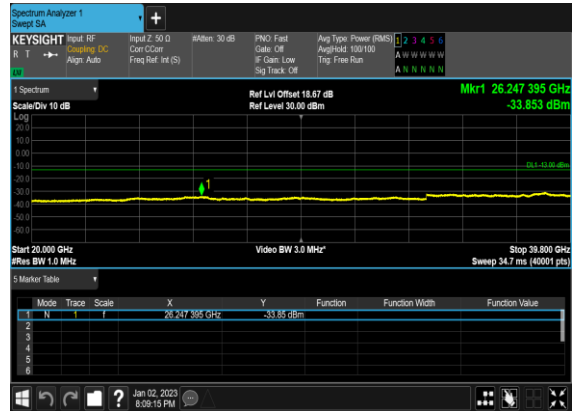 Spectrum Analyzer 1
Swept SA
+
KEYSIGHT Input: RF Input Z: 50 Ω #Atten: 30 dB PNO: Fast Avg Type: Power (RMS) 1 2 3 4 5 6
R T Coupling: DC Corr CCorr Gate: Off Avg|Hold: 100/100 A W W W W W
Align: Auto Freq Ref: Int (S) IF Gain: Low Trig: Free Run
Sig Track: Off A N N N N N
1 Spectrum Ref Lvl Offset 18.67 dB Mkr1 26.247 395 GHz
Scale/Div 10 dB Ref Level 30.00 dBm -33.853 dBm
Log
20.0
10.0
0.00
-10.0
DL1 -13.00 dBm
-20.0
-30.0
1
-40.0
-50.0
-60.0
Start 20.000 GHz Video BW 3.0 MHz* Stop 39.800 GHz
#Res BW 1.0 MHz Sweep 34.7 ms (40001 pts)
5 Marker Table
Mode Trace Scale X Y Function Function Width Function Value
1 N 1 f 26.247 395 GHz -33.85 dBm
2
3
4
5
6
? Jan 02, 2023
8:09:15 PM